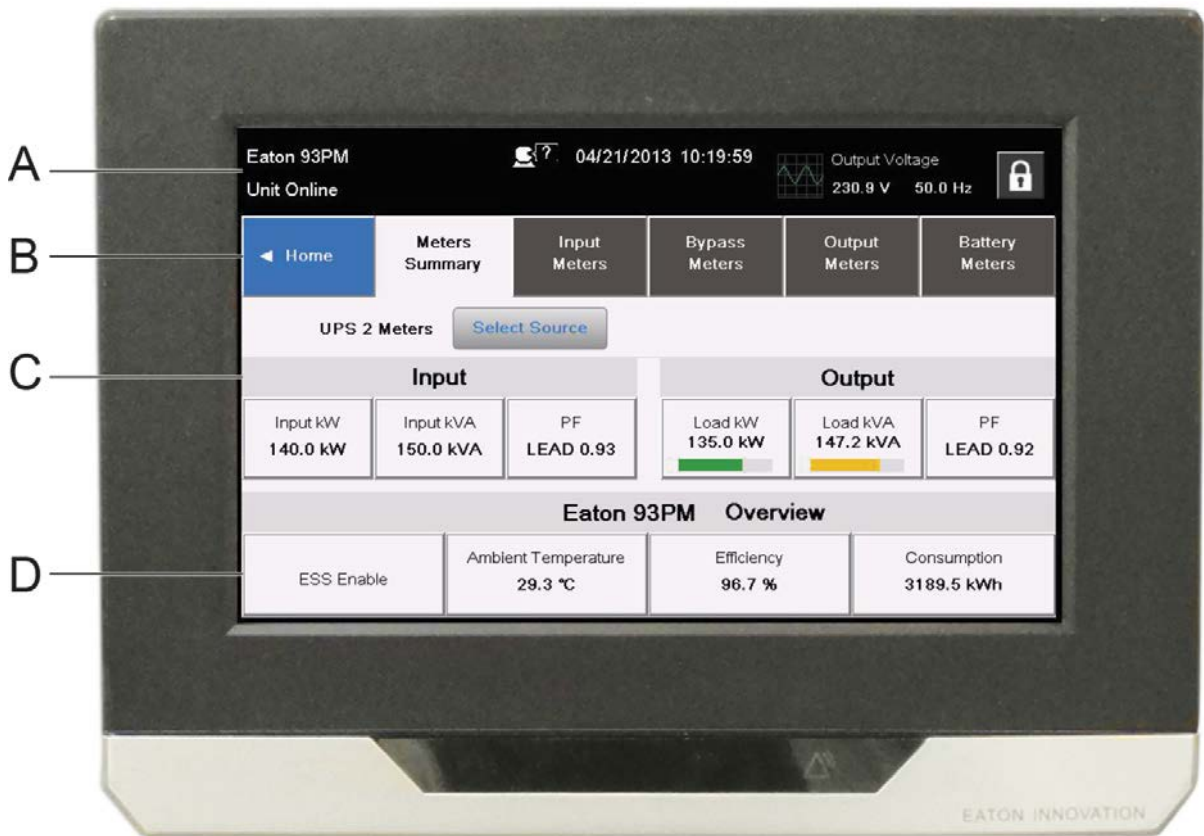 A
Eaton 93PM
? 04/21/2013 10:19:59
Output Voltage
Unit Online
230.9 V 50.0 Hz
B
◄ Home
Meters
Summary
Input
Meters
Bypass
Meters
Output
Meters
Battery
Meters
UPS 2 Meters
Select Source
C
Input
Output
Input kW
140.0 kW
Input kVA
150.0 kVA
PF
LEAD 0.93
Load kW
135.0 kW
Load kVA
147.2 kVA
PF
LEAD 0.92
Eaton 93PM Overview
D
ESS Enable
Ambient Temperature
29.3 °C
Efficiency
96.7 %
Consumption
3189.5 kWh
EATON INNOVATION